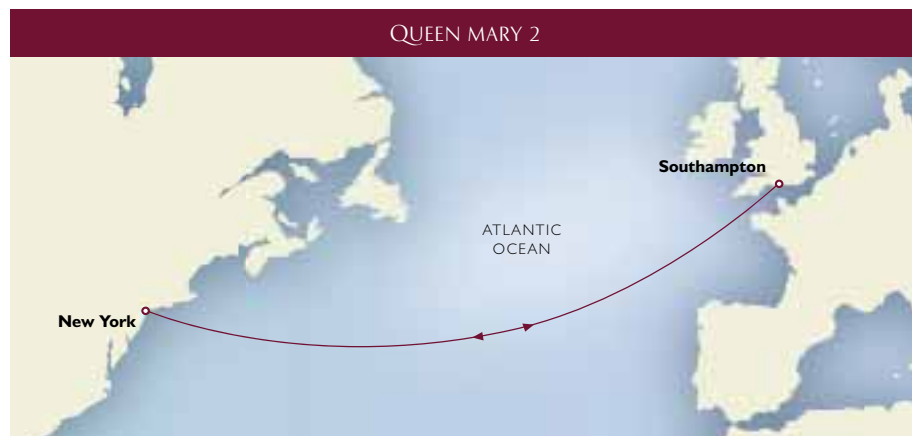 QUEEN MARY 2
Southampton
ATLANTIC
OCEAN
New York